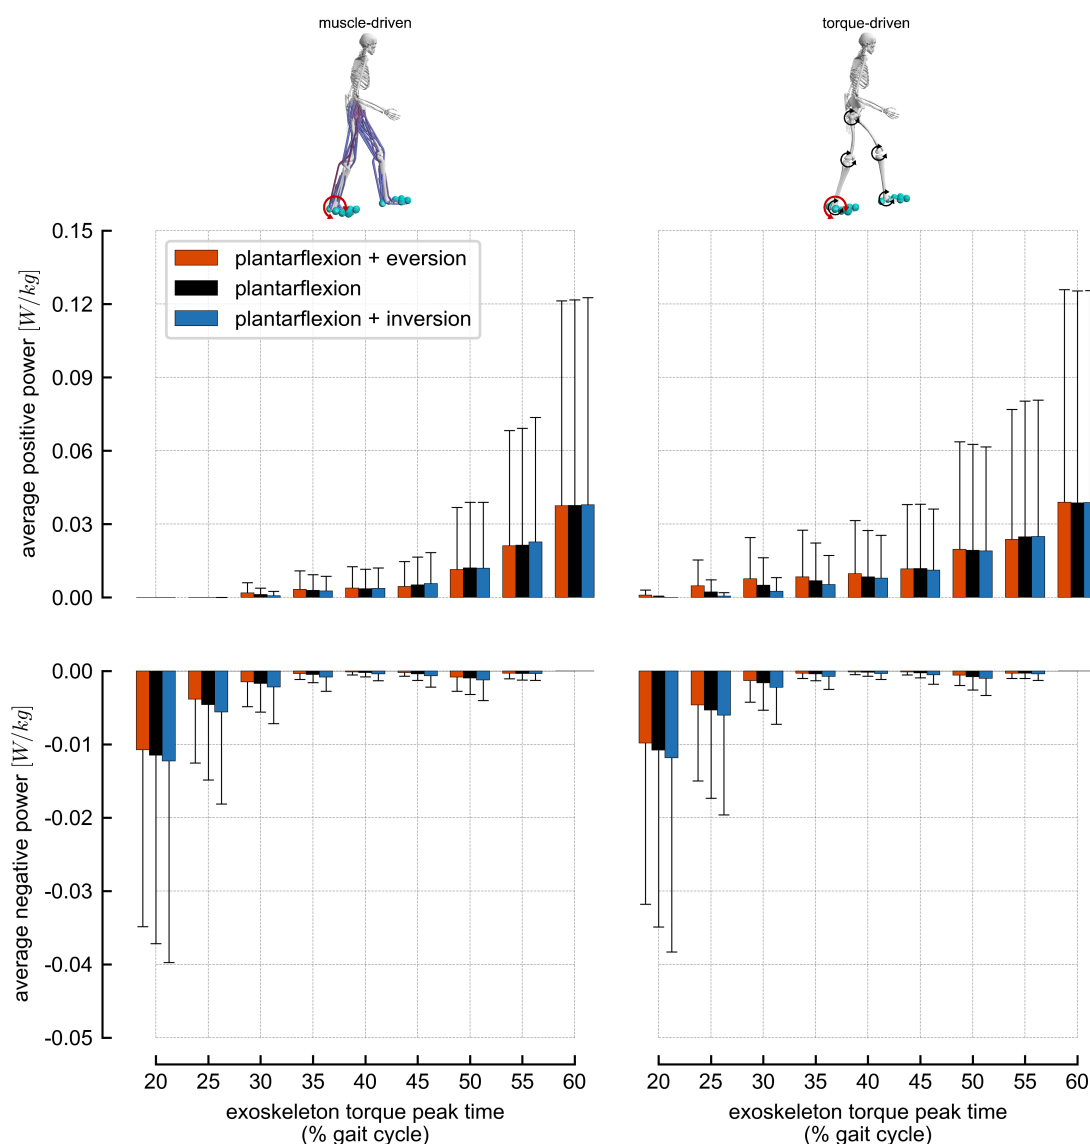 muscle-driven
torque-driven
average positive power [W/kg]
0.15
0.12
0.09
0.06
0.03
0.00
plantarflexion + eversion
plantarflexion
plantarflexion + inversion
average negative power [W/kg]
0.00
-0.01
-0.02
-0.03
-0.04
-0.05
20 25 30 35 40 45 50 55 60
exoskeleton torque peak time
(% gait cycle)
20 25 30 35 40 45 50 55 60
exoskeleton torque peak time
(% gait cycle)